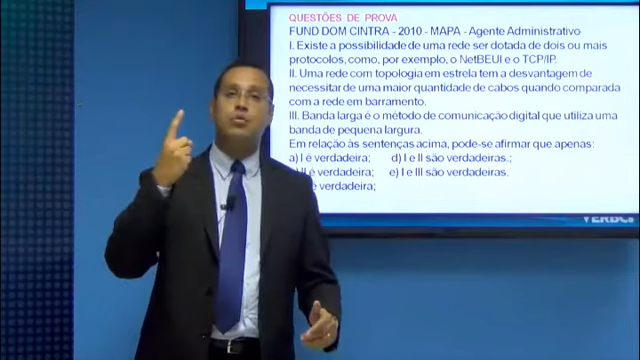 QUESTÕES DE PROVA
FUND DOM CINTRA - 2010 - MAPA - Agente Administrativo
I. Existe a possibilidade de uma rede ser dotada de dois ou mais
protocolos, como, por exemplo, o NetBEUI e o TCP/IP.
II. Uma rede com topologia em estrela tem a desvantagem de
necessitar de uma maior quantidade de cabos quando comparada
com a rede em barramento.
III. Banda larga é o método de comunicação digital que utiliza uma
banda de pequena largura.
Em relação às sentenças acima, pode-se afirmar que apenas:
a) I é verdadeira; d) I e II são verdadeiras.;
II é verdadeira; e) I e III são verdadeiras.
é verdadeira;